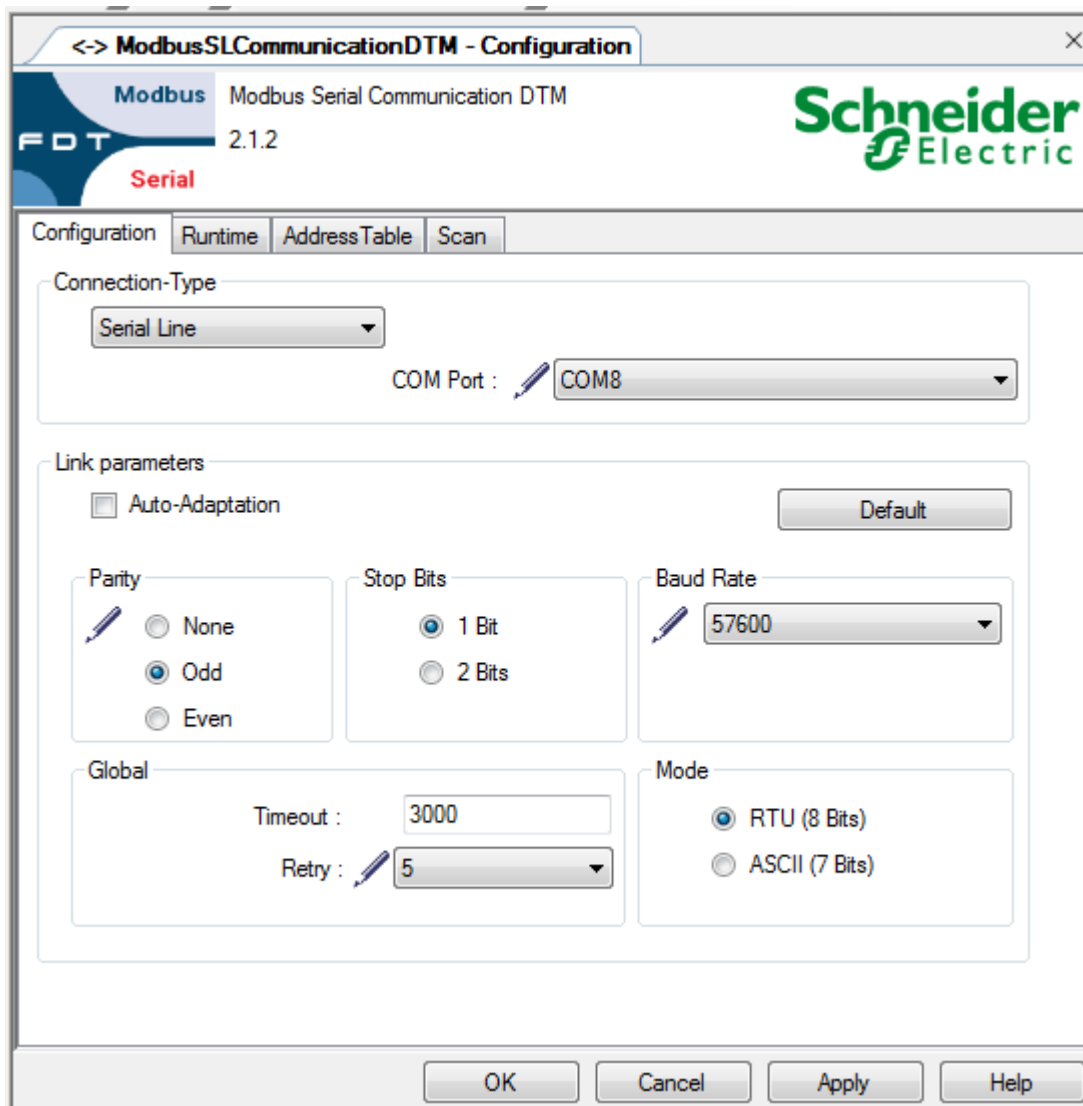 <-> ModbusSLCommunicationDTM - Configuration
Modbus
FDT
Serial
Modbus Serial Communication DTM
2.1.2
Schneider
Electric
Configuration Runtime AddressTable Scan
Connection-Type
Serial Line
COM Port : COM8
Link parameters
Auto-Adaptation Default
Parity Stop Bits Baud Rate
None 1 Bit 57600
Odd 2 Bits
Even
Global Mode
Timeout : 3000 RTU (8 Bits)
Retry : 5 ASCII (7 Bits)
OK Cancel Apply Help